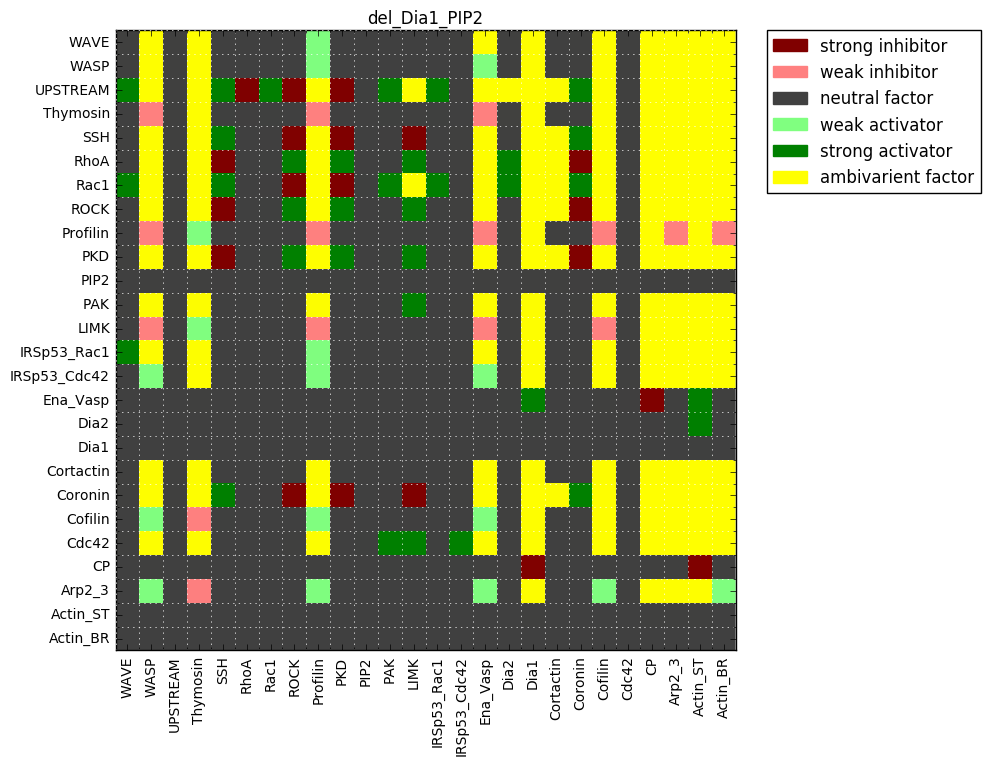 del_Dia1_PIP2
WAVE
WASP
UPSTREAM
Thymosin
SSH
RhoA
Rac1
ROCK
Profilin
PKD
PIP2
PAK
LIMK
IRSp53_Rac1
IRSp53_Cdc42
Ena_Vasp
Dia2
Dia1
Cortactin
Coronin
Cofilin
Cdc42
CP
Arp2_3
Actin_ST
Actin_BR
WAVE
WASP
UPSTREAM
Thymosin
SSH
RhoA
Rac1
ROCK
Profilin
PKD
PIP2
PAK
LIMK
IRSp53_Rac1
IRSp53_Cdc42
Ena_Vasp
Dia2
Dia1
Cortactin
Coronin
Cofilin
Cdc42
CP
Arp2_3
Actin_ST
Actin_BR
strong inhibitor
weak inhibitor
neutral factor
weak activator
strong activator
ambivarient factor